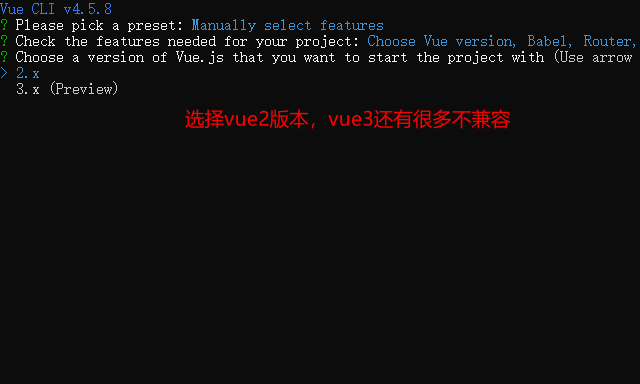 Vue CLI v4.5.8
? Please pick a preset: Manually select features
? Check the features needed for your project: Choose Vue version, Babel, Router,
? Choose a version of Vue.js that you want to start the project with (Use arrow
> 2.x
3.x (Preview)
选择vue2版本，vue3还有很多不兼容